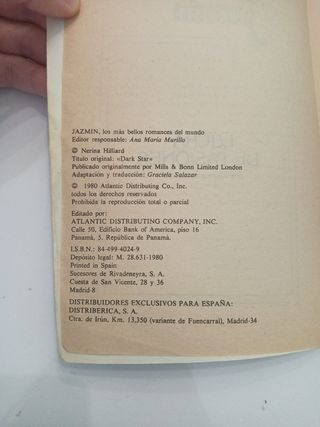 JAZMIN, los más bellos romances del mundo
Editor responsable: Ana María Murillo
© Nerina Hilliard
Título original: «Dark Star»
Publicado originalmente por Mills & Bonn Limited London
Adaptación y traducción: Graciela Salazar
© 1980 Atlantic Distributing Co., Inc.
todos los derechos reservados
Prohibida la reproducción total o parcial
Editado por:
ATLANTIC DISTRIBUTING COMPANY, INC.
Calle 50, Edificio Bank of America, piso 16
Panamá, 5. República de Panamá.
I.S.B.N.: 84-499-4024-9
Depósito legal: M. 28.631-1980
Printed in Spain
Sucesores de Rivadeneyra, S. A.
Cuesta de San Vicente, 28 y 36
Madrid-8
DISTRIBUIDORES EXCLUSIVOS PARA ESPAÑA:
DISTRIBERICA, S. A.
Ctra. de Irún, Km. 13,350 (variante de Fuencarral), Madrid-34